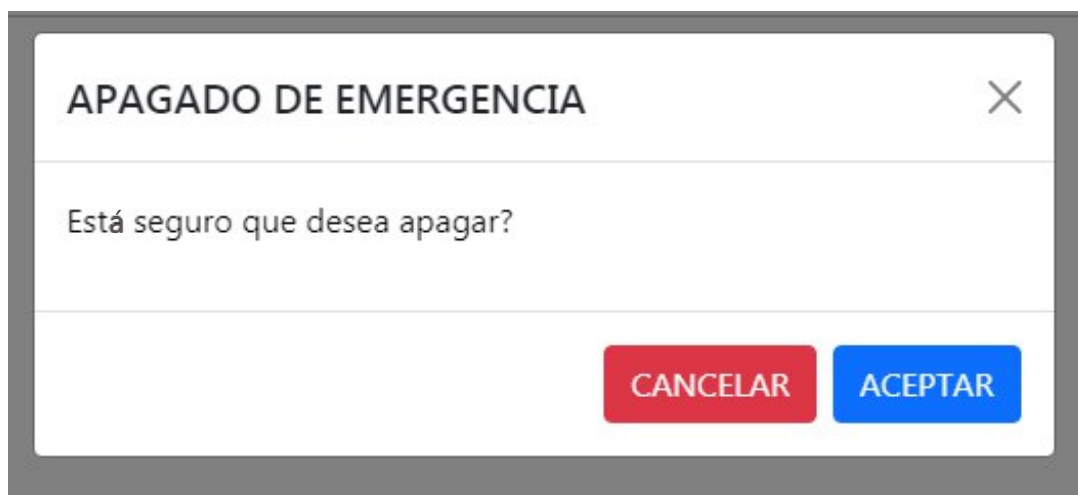 APAGADO DE EMERGENCIA
Está seguro que desea apagar?
CANCELAR
ACEPTAR